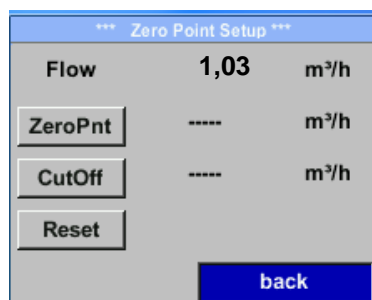 *** Zero Point Setup ***
Flow 1,03 m³/h
ZeroPnt ----- m³/h
CutOff ----- m³/h
Reset
back